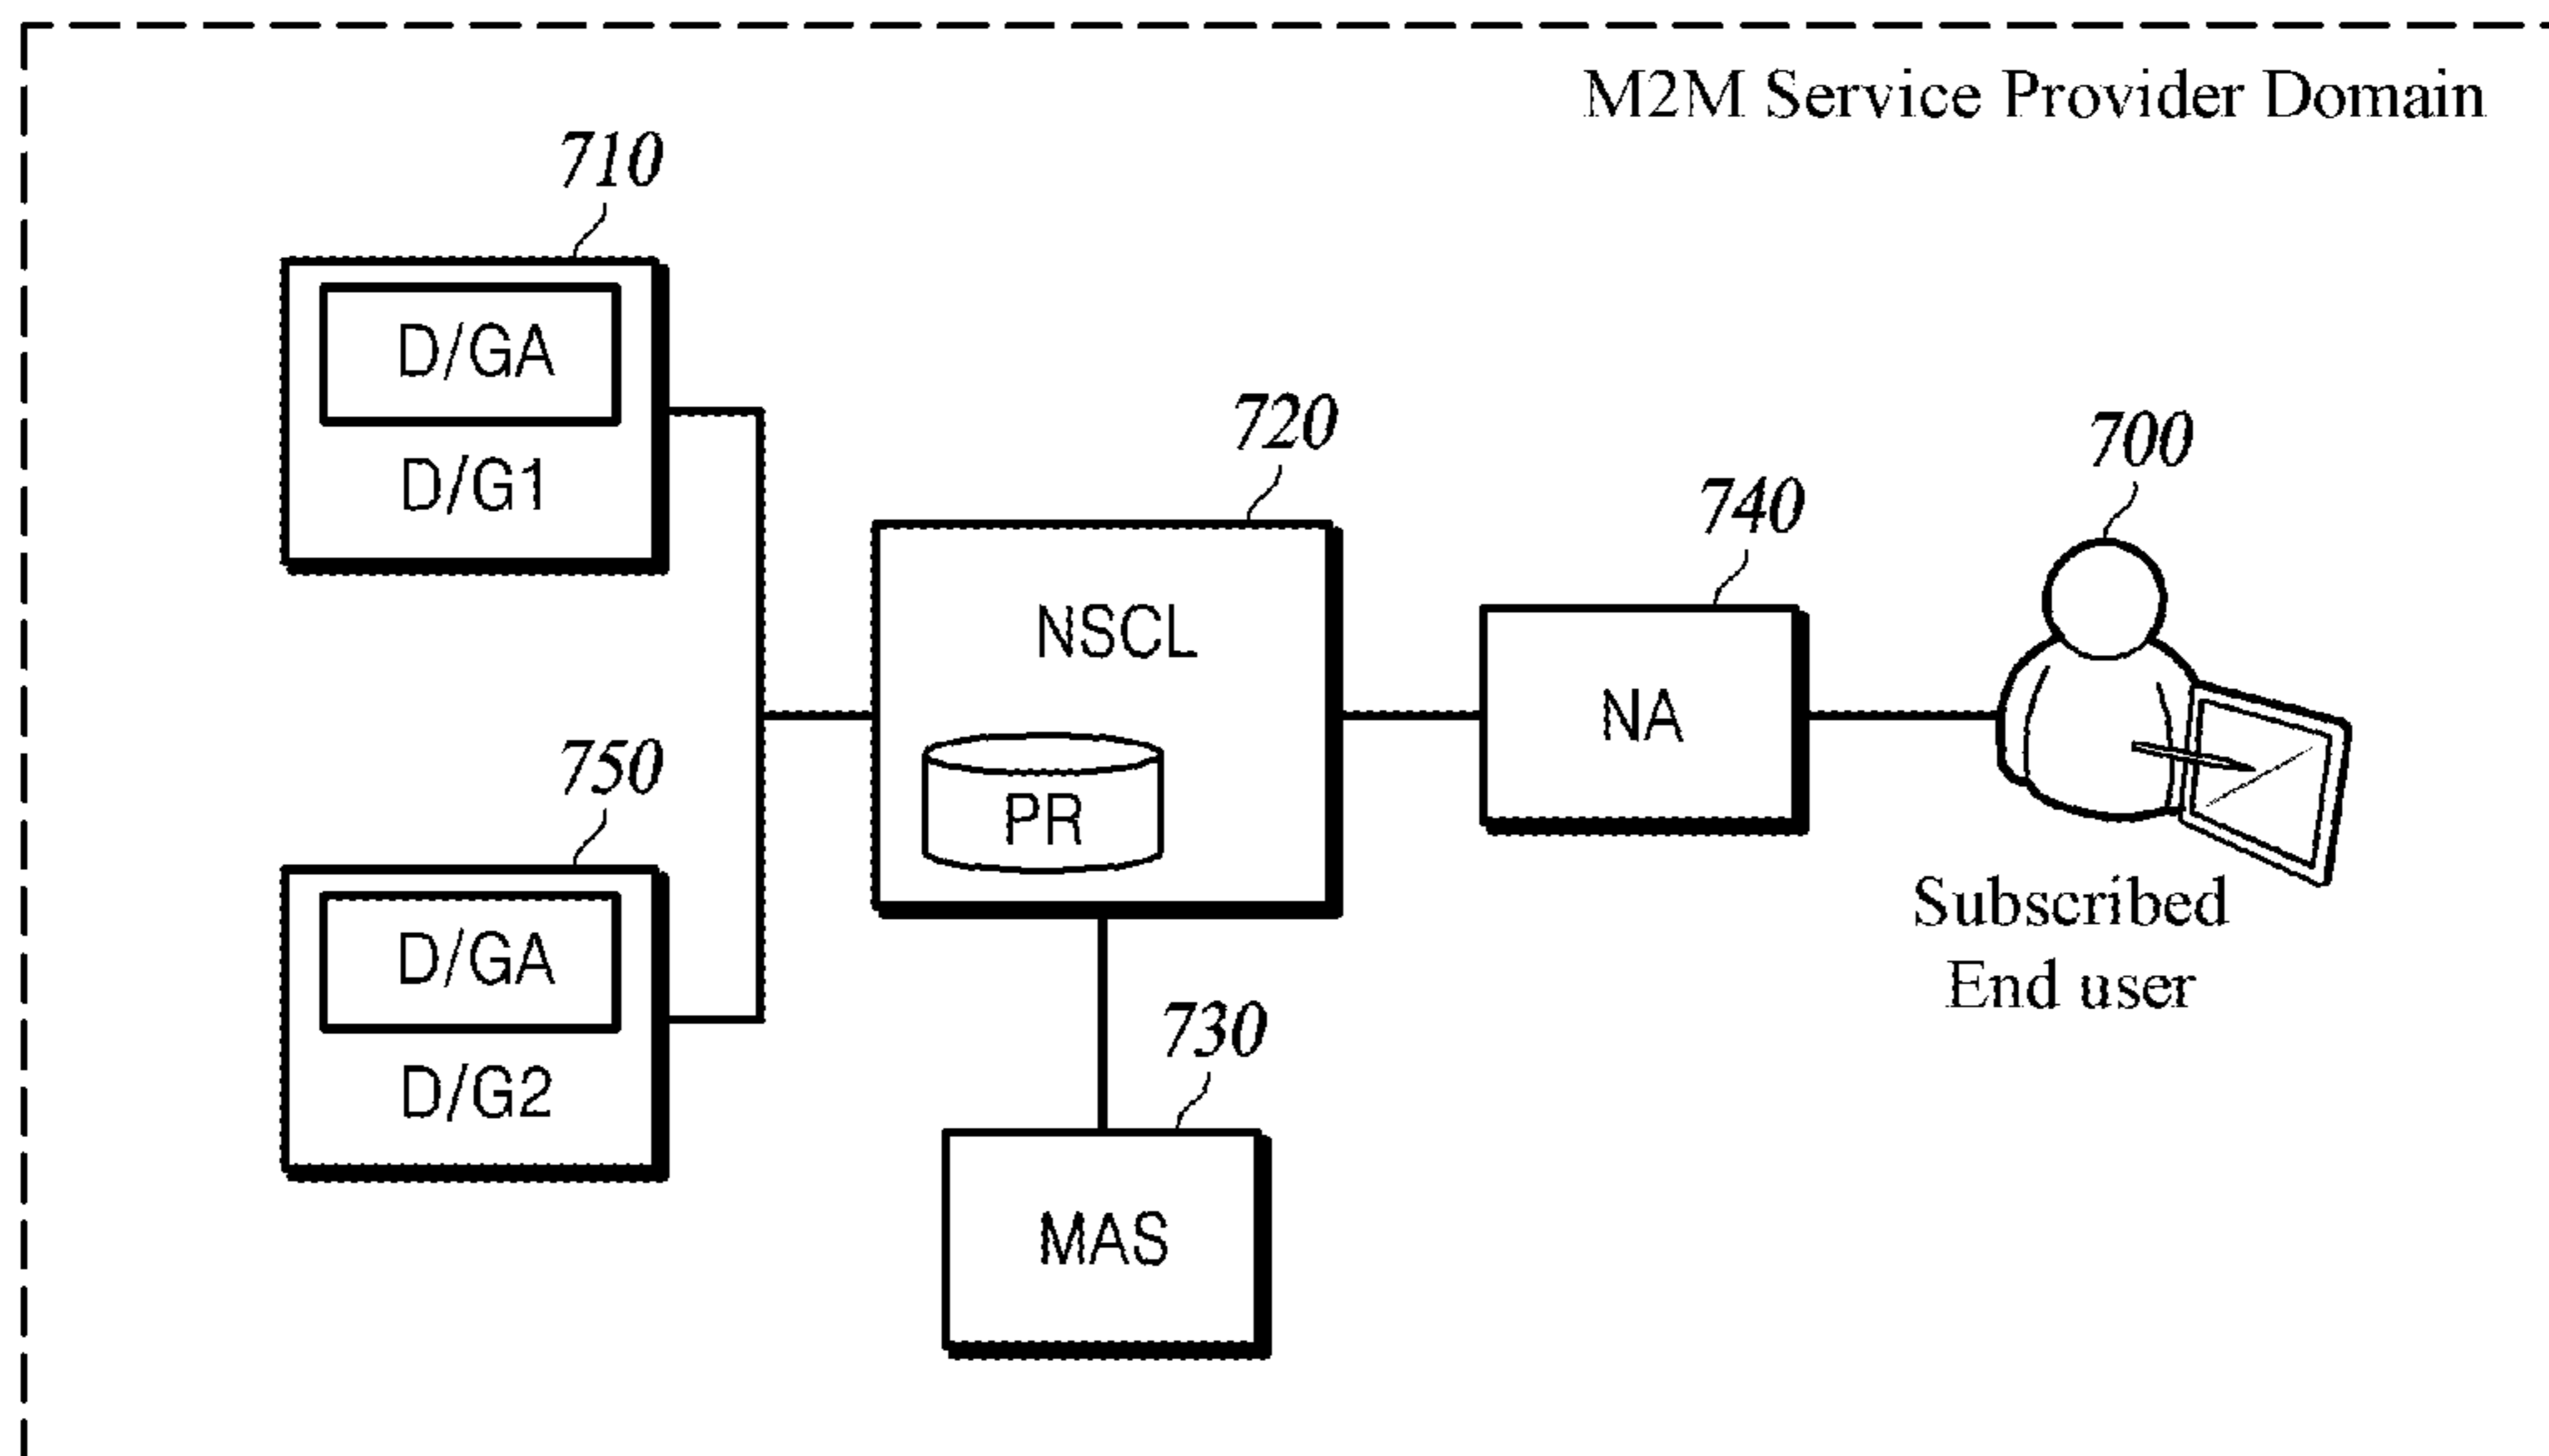 M2M Service Provider Domain
710
D/GA
D/G1
720
NSCL
PR
740
NA
700
Subscribed
End user
750
D/GA
D/G2
730
MAS